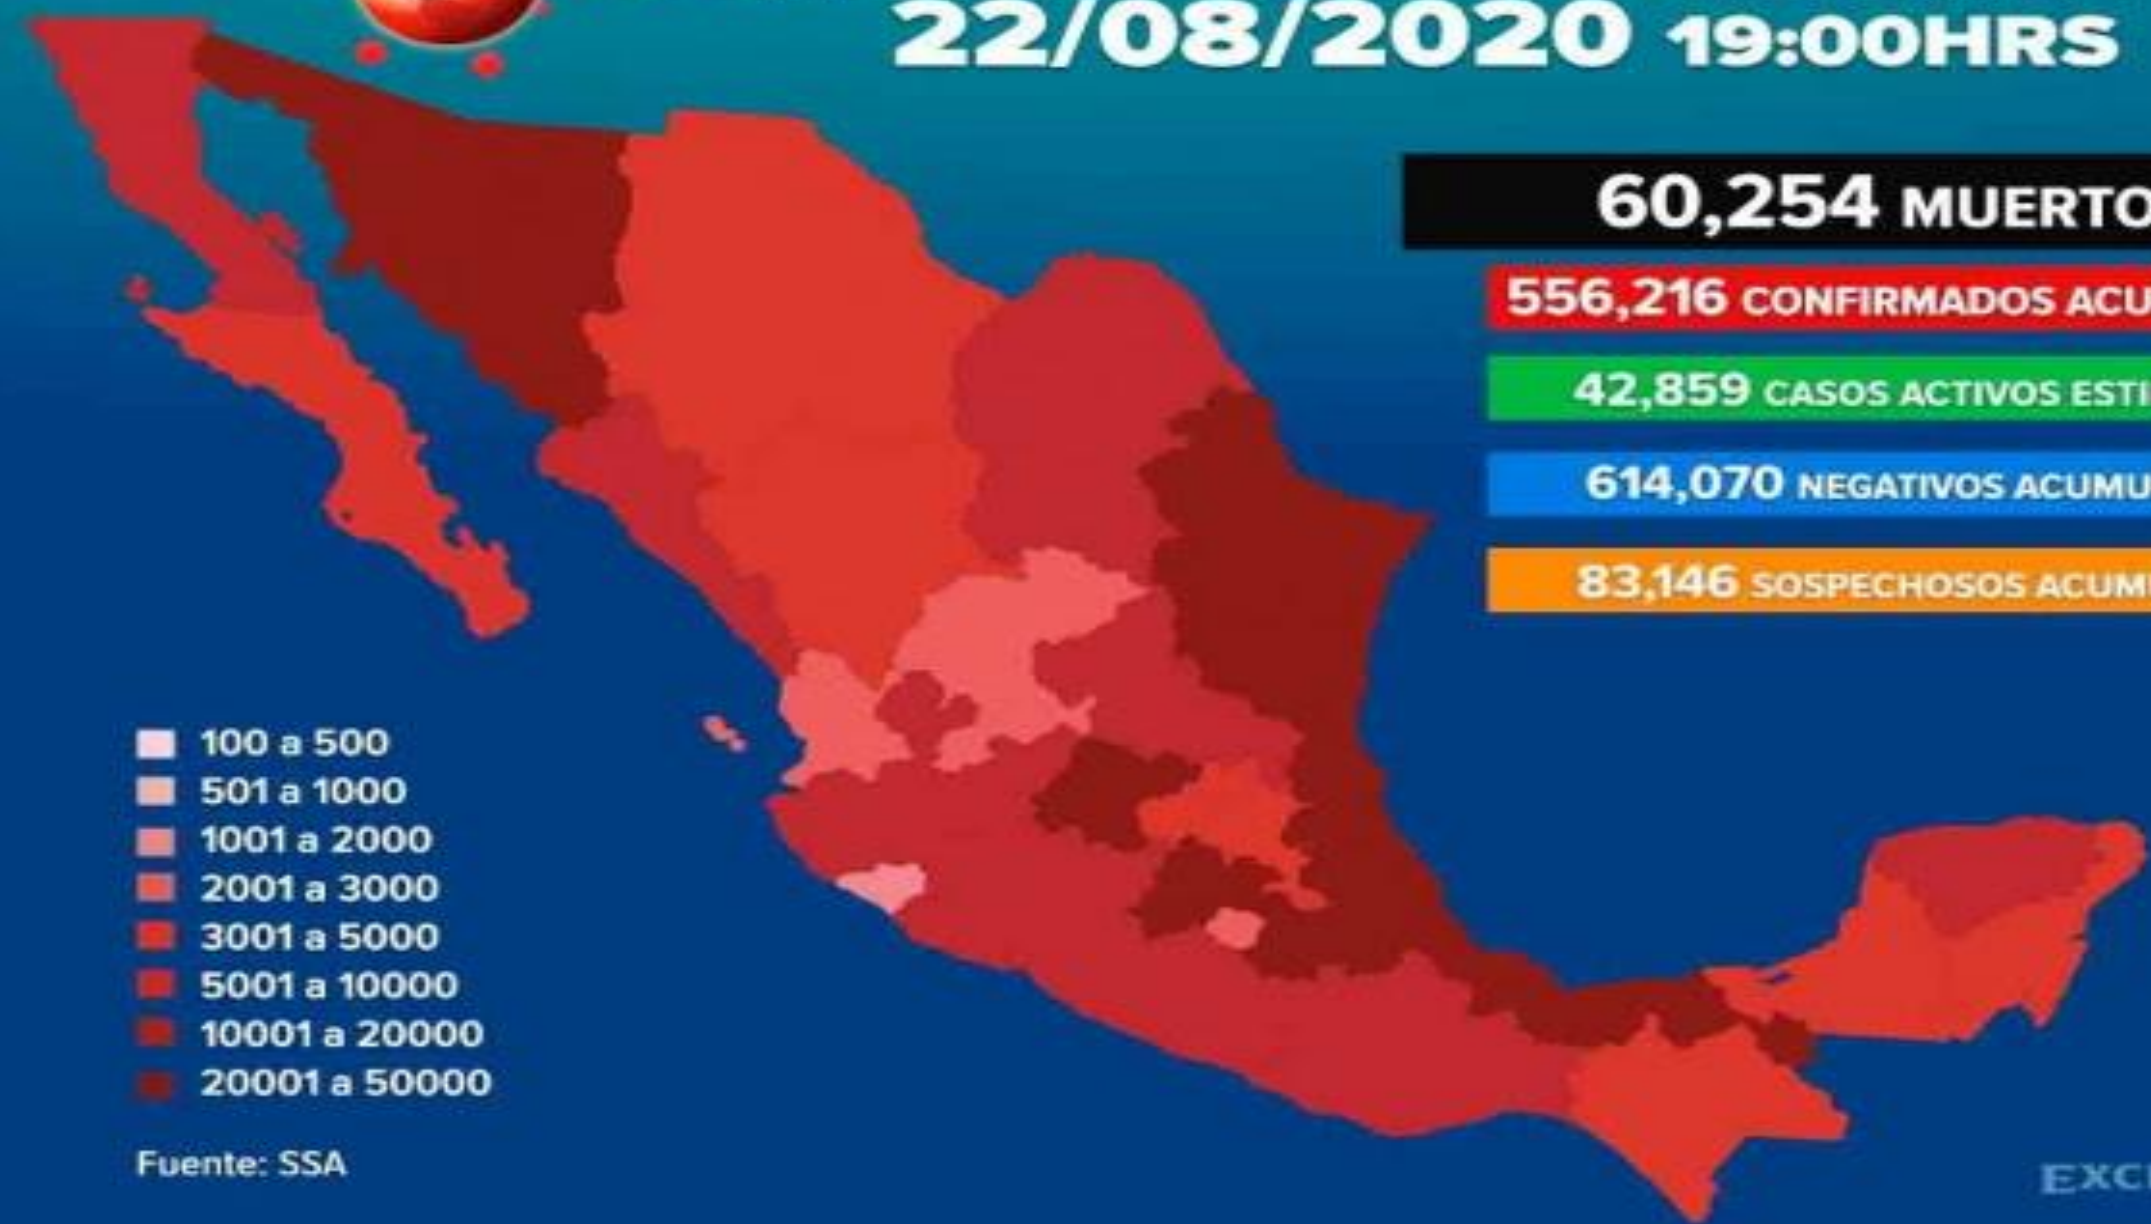 22/08/2020 19:00HRS
60,254 MUERTO
556,216 CONFIRMADOS ACU
42,859 CASOS ACTIVOS ESTI
614,070 NEGATIVOS ACUMU
83,146 SOSPECHOSOS ACUM
100 a 500
501 a 1000
1001 a 2000
2001 a 3000
3001 a 5000
5001 a 10000
10001 a 20000
20001 a 50000
Fuente: SSA
EXC